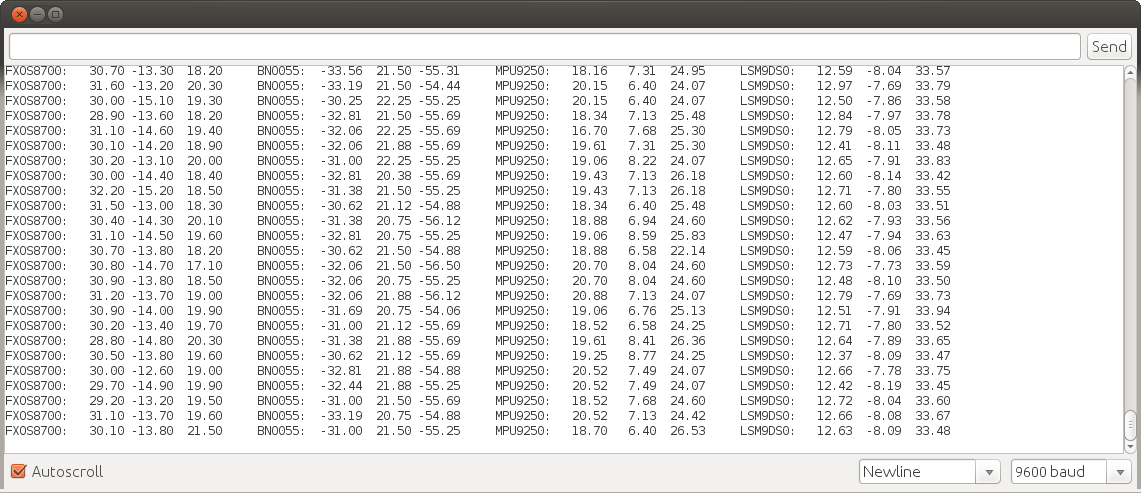 Send
FXOS8700: 30.70 -13.30 18.20 BNO055: -33.56 21.50 -55.31 MPU9250: 18.16 7.31 24.95 LSM9DS0: 12.59 -8.04 33.57
FXOS8700: 31.60 -13.20 20.30 BNO055: -33.19 21.50 -54.44 MPU9250: 20.15 6.40 24.07 LSM9DS0: 12.97 -7.69 33.79
FXOS8700: 30.00 -15.10 19.30 BNO055: -30.25 22.25 -55.25 MPU9250: 20.15 6.40 24.07 LSM9DS0: 12.50 -7.86 33.58
FXOS8700: 28.90 -13.60 18.20 BNO055: -32.81 21.50 -55.69 MPU9250: 18.34 7.13 25.48 LSM9DS0: 12.84 -7.97 33.78
FXOS8700: 31.10 -14.60 19.40 BNO055: -32.06 22.25 -55.69 MPU9250: 16.70 7.68 25.30 LSM9DS0: 12.79 -8.05 33.73
FXOS8700: 30.10 -14.20 18.90 BNO055: -32.06 21.88 -55.69 MPU9250: 19.61 7.31 25.30 LSM9DS0: 12.41 -8.11 33.48
FXOS8700: 30.20 -13.10 20.00 BNO055: -31.00 22.25 -55.25 MPU9250: 19.06 8.22 24.07 LSM9DS0: 12.65 -7.91 33.83
FXOS8700: 30.00 -14.40 18.40 BNO055: -32.81 20.38 -55.69 MPU9250: 19.43 7.13 26.18 LSM9DS0: 12.60 -8.14 33.42
FXOS8700: 32.20 -15.20 18.50 BNO055: -31.38 21.50 -55.25 MPU9250: 19.43 7.13 26.18 LSM9DS0: 12.71 -7.80 33.55
FXOS8700: 31.50 -13.00 18.30 BNO055: -30.62 21.12 -54.88 MPU9250: 18.34 6.40 25.48 LSM9DS0: 12.60 -8.03 33.51
FXOS8700: 30.40 -14.30 20.10 BNO055: -31.38 20.75 -56.12 MPU9250: 18.88 6.94 24.60 LSM9DS0: 12.62 -7.93 33.56
FXOS8700: 31.10 -14.50 19.60 BNO055: -32.81 20.75 -55.25 MPU9250: 19.06 8.59 25.83 LSM9DS0: 12.47 -7.94 33.63
FXOS8700: 30.70 -13.80 18.20 BNO055: -30.62 21.50 -54.88 MPU9250: 18.88 6.58 22.14 LSM9DS0: 12.59 -8.06 33.45
FXOS8700: 30.80 -14.70 17.10 BNO055: -32.06 21.50 -56.50 MPU9250: 20.70 8.04 24.60 LSM9DS0: 12.73 -7.73 33.59
FXOS8700: 30.90 -13.80 18.50 BNO055: -32.06 20.75 -55.25 MPU9250: 20.70 8.04 24.60 LSM9DS0: 12.48 -8.10 33.50
FXOS8700: 31.20 -13.70 19.00 BNO055: -32.06 21.88 -56.12 MPU9250: 20.88 7.13 24.07 LSM9DS0: 12.79 -7.69 33.73
FXOS8700: 30.90 -14.00 19.90 BNO055: -31.69 20.75 -54.06 MPU9250: 19.06 6.76 25.13 LSM9DS0: 12.51 -7.91 33.94
FXOS8700: 30.20 -13.40 19.70 BNO055: -31.00 21.12 -55.69 MPU9250: 18.52 6.58 24.25 LSM9DS0: 12.71 -7.80 33.52
FXOS8700: 28.80 -14.80 20.30 BNO055: -31.38 21.88 -55.69 MPU9250: 19.61 8.41 26.36 LSM9DS0: 12.64 -7.89 33.65
FXOS8700: 30.50 -13.80 19.60 BNO055: -30.62 21.12 -55.69 MPU9250: 19.25 8.77 24.25 LSM9DS0: 12.37 -8.09 33.47
FXOS8700: 30.00 -12.60 19.00 BNO055: -32.81 21.88 -54.88 MPU9250: 20.52 7.49 24.07 LSM9DS0: 12.66 -7.78 33.75
FXOS8700: 29.70 -14.90 19.90 BNO055: -32.44 21.88 -55.25 MPU9250: 20.52 7.49 24.07 LSM9DS0: 12.42 -8.19 33.45
FXOS8700: 29.20 -13.20 19.50 BNO055: -31.00 21.50 -55.69 MPU9250: 18.52 7.68 24.60 LSM9DS0: 12.72 -8.04 33.60
FXOS8700: 31.10 -13.70 19.60 BNO055: -33.19 20.75 -54.88 MPU9250: 20.52 7.13 24.42 LSM9DS0: 12.66 -8.08 33.67
FXOS8700: 30.10 -13.80 21.50 BNO055: -31.00 21.50 -55.25 MPU9250: 18.70 6.40 26.53 LSM9DS0: 12.63 -8.09 33.48
Autoscroll Newline 9600 baud